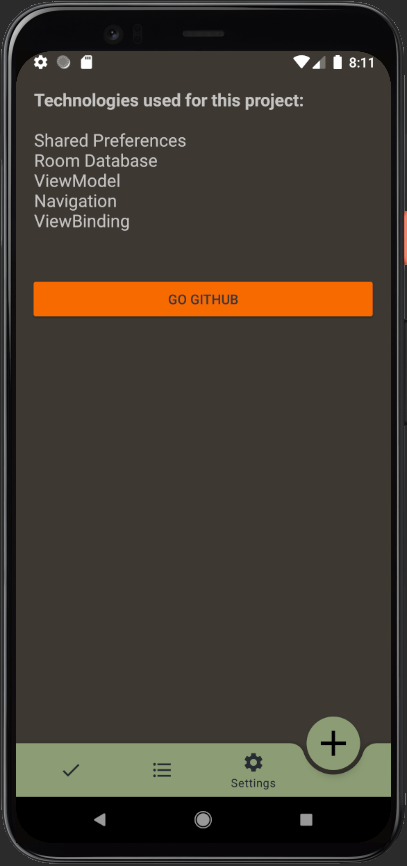 8:11
Technologies used for this project:
Shared Preferences
Room Database
ViewModel
Navigation
ViewBinding
GO GITHUB
Settings